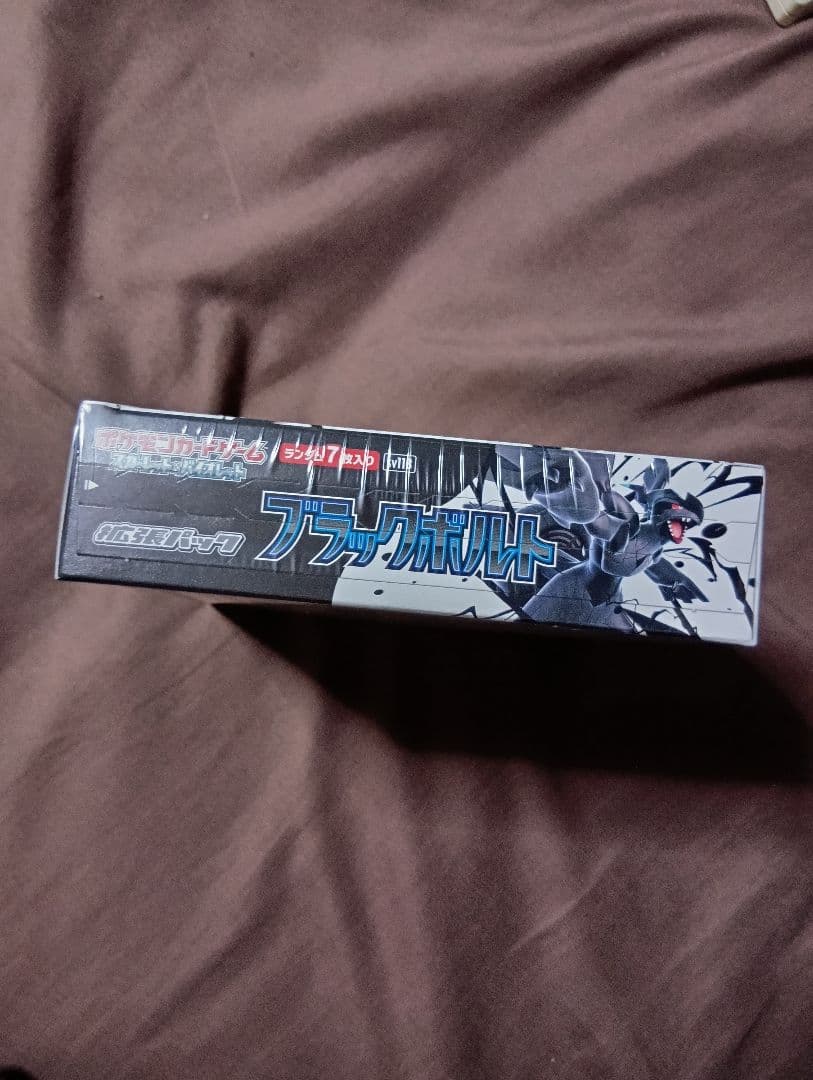 ポケモンカードゲーム
スカーレット&バイオレット
ランダム7枚入り
sv11B
拡張パック
ブラックボルト